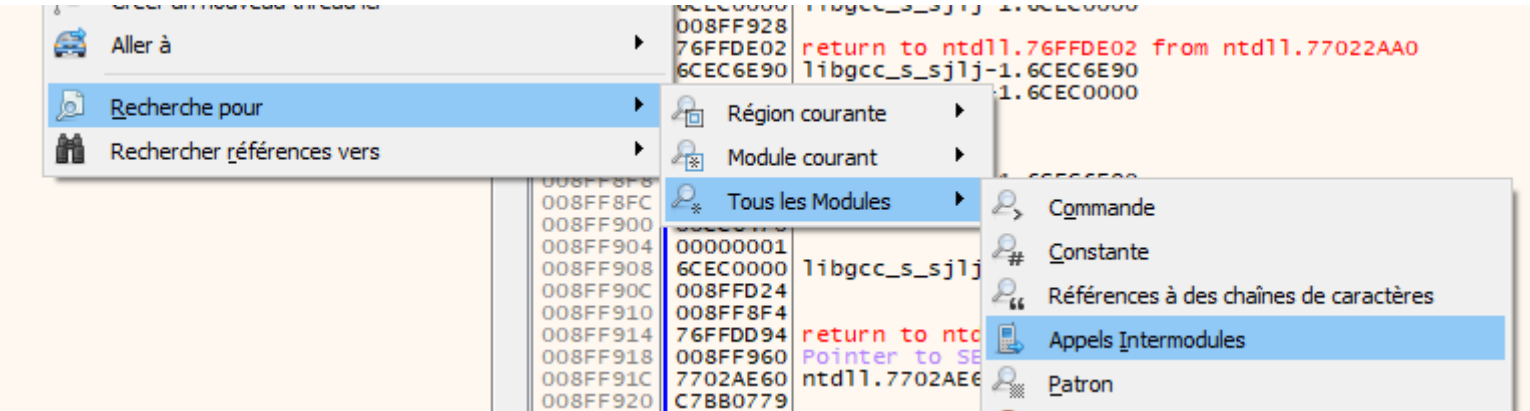 Aller à
Recherche pour
Rechercher références vers
Région courante
Module courant
Tous les Modules
Commande
Constante
Références à des chaînes de caractères
Appels Intermodules
Patron
008FF928
76FFDE02 return to ntdll.76FFDE02 from ntdll.77022AA0
6CEC6E90 libgcc_s_sjlj-1.6CEC6E90
-1.6CEC0000
008FF8FC
008FF900
008FF904 00000001
008FF908 6CEC0000 libgcc_s_sjlj
008FF90C 008FFD24
008FF910 008FF8F4
008FF914 76FFDD94 return to ntd
008FF918 008FF960 Pointer to SE
008FF91C 7702AE60 ntdll.7702AE6
008FF920 C7BB0779